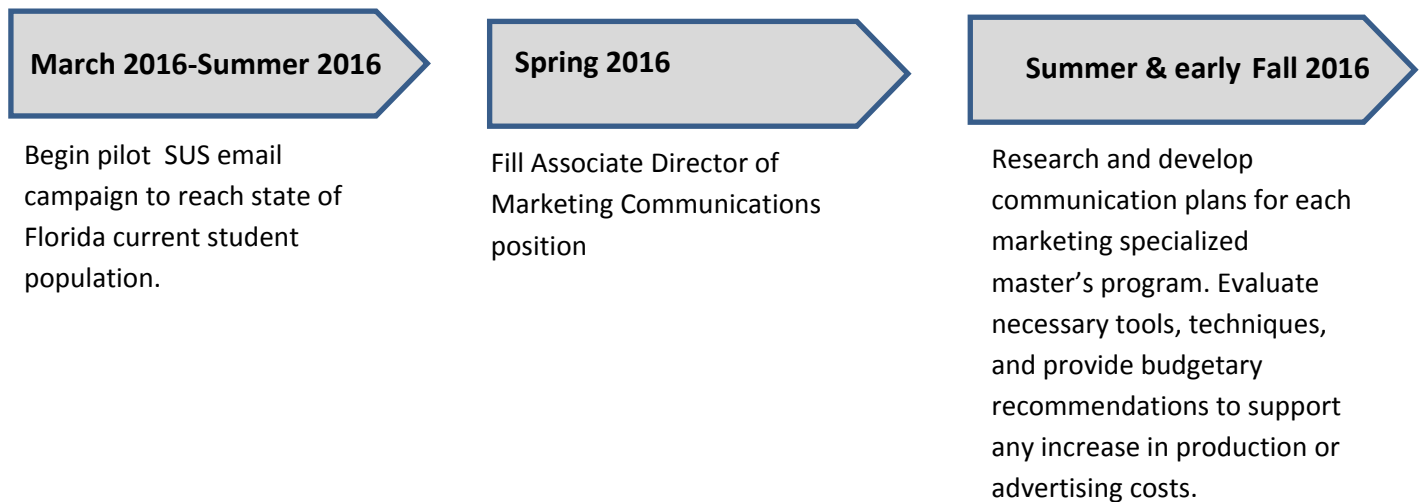 March 2016-Summer 2016
Begin pilot SUS email
campaign to reach state of
Florida current student
population.
Spring 2016
Fill Associate Director of
Marketing Communications
position
Summer & early Fall 2016
Research and develop
communication plans for each
marketing specialized
master's program. Evaluate
necessary tools, techniques,
and provide budgetary
recommendations to support
any increase in production or
advertising costs.